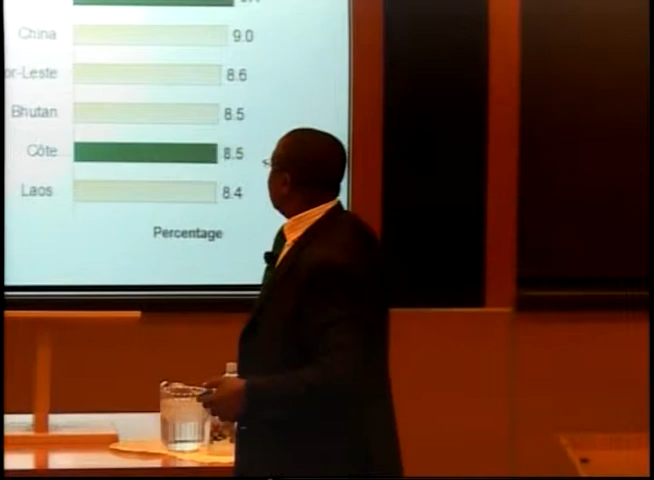 China 9.0
or-Leste 8.6
Bhutan 8.5
Côte 8.5
Laos 8.4
Percentage